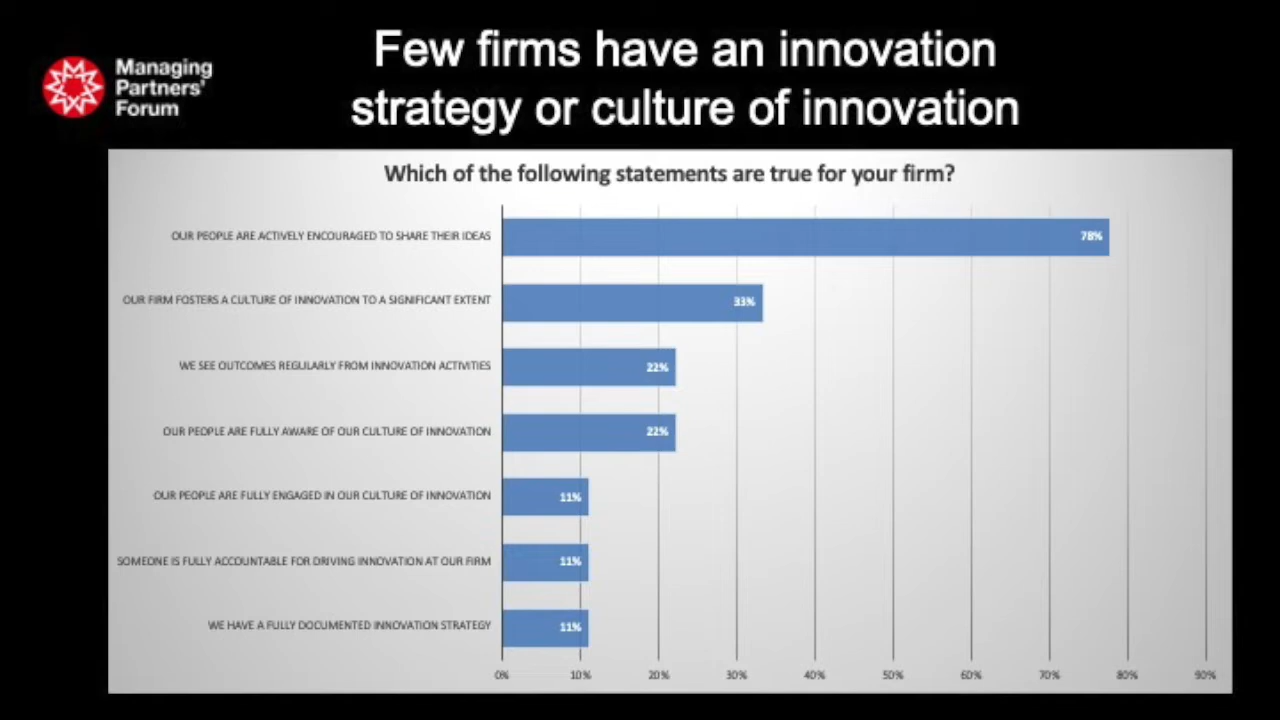 Few firms have an innovation
strategy or culture of innovation
Managing
Partners'
Forum
Which of the following statements are true for your firm?
OUR PEOPLE ARE ACTIVELY ENCOURAGED TO SHARE THEIR IDEAS
78%
OUR FIRM FOSTERS A CULTURE OF INNOVATION TO A SIGNIFICANT EXTENT
33%
WE SEE OUTCOMES REGULARLY FROM INNOVATION ACTIVITIES
22%
OUR PEOPLE ARE FULLY AWARE OF OUR CULTURE OF INNOVATION
22%
OUR PEOPLE ARE FULLY ENGAGED IN OUR CULTURE OF INNOVATION
11%
SOMEONE IS FULLY ACCOUNTABLE FOR DRIVING INNOVATION AT OUR FIRM
11%
WE HAVE A FULLY DOCUMENTED INNOVATION STRATEGY
11%
0% 10% 20% 30% 40% 50% 60% 70% 80% 90%